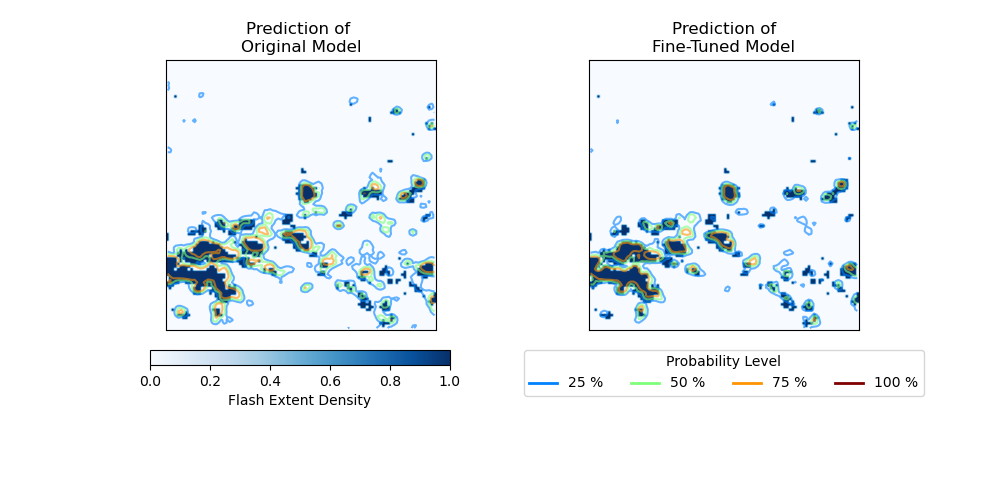 Prediction of
Original Model
Prediction of
Fine-Tuned Model
0.0 0.2 0.4 0.6 0.8 1.0
Flash Extent Density
Probability Level
25 % 50 % 75 % 100 %